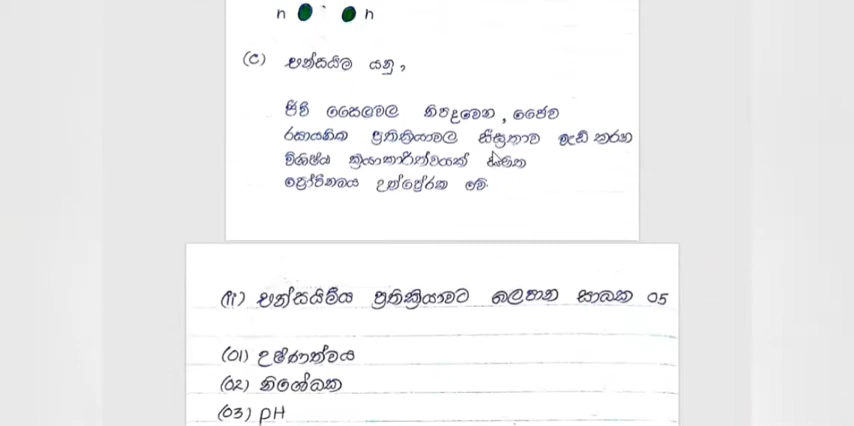 n n
(C) එන්සයිම යනු,
ජීවී සෛලවල නිපදවෙන, ජෛව
රසායනික ප්‍රතික්‍රියාවල සීඝ්‍රතාව වැඩි කරන
විශිෂ්ඨ ක්‍රියාකාරිත්වයක් සහිත
ප්‍රෝටීනමය උත්ප්‍රේරක වේ.
(ii) එන්සයිමීය ප්‍රතික්‍රියාවට බලපාන සාධක 05
(01) උෂ්ණත්වය
(02) නිශේධක
(03) pH